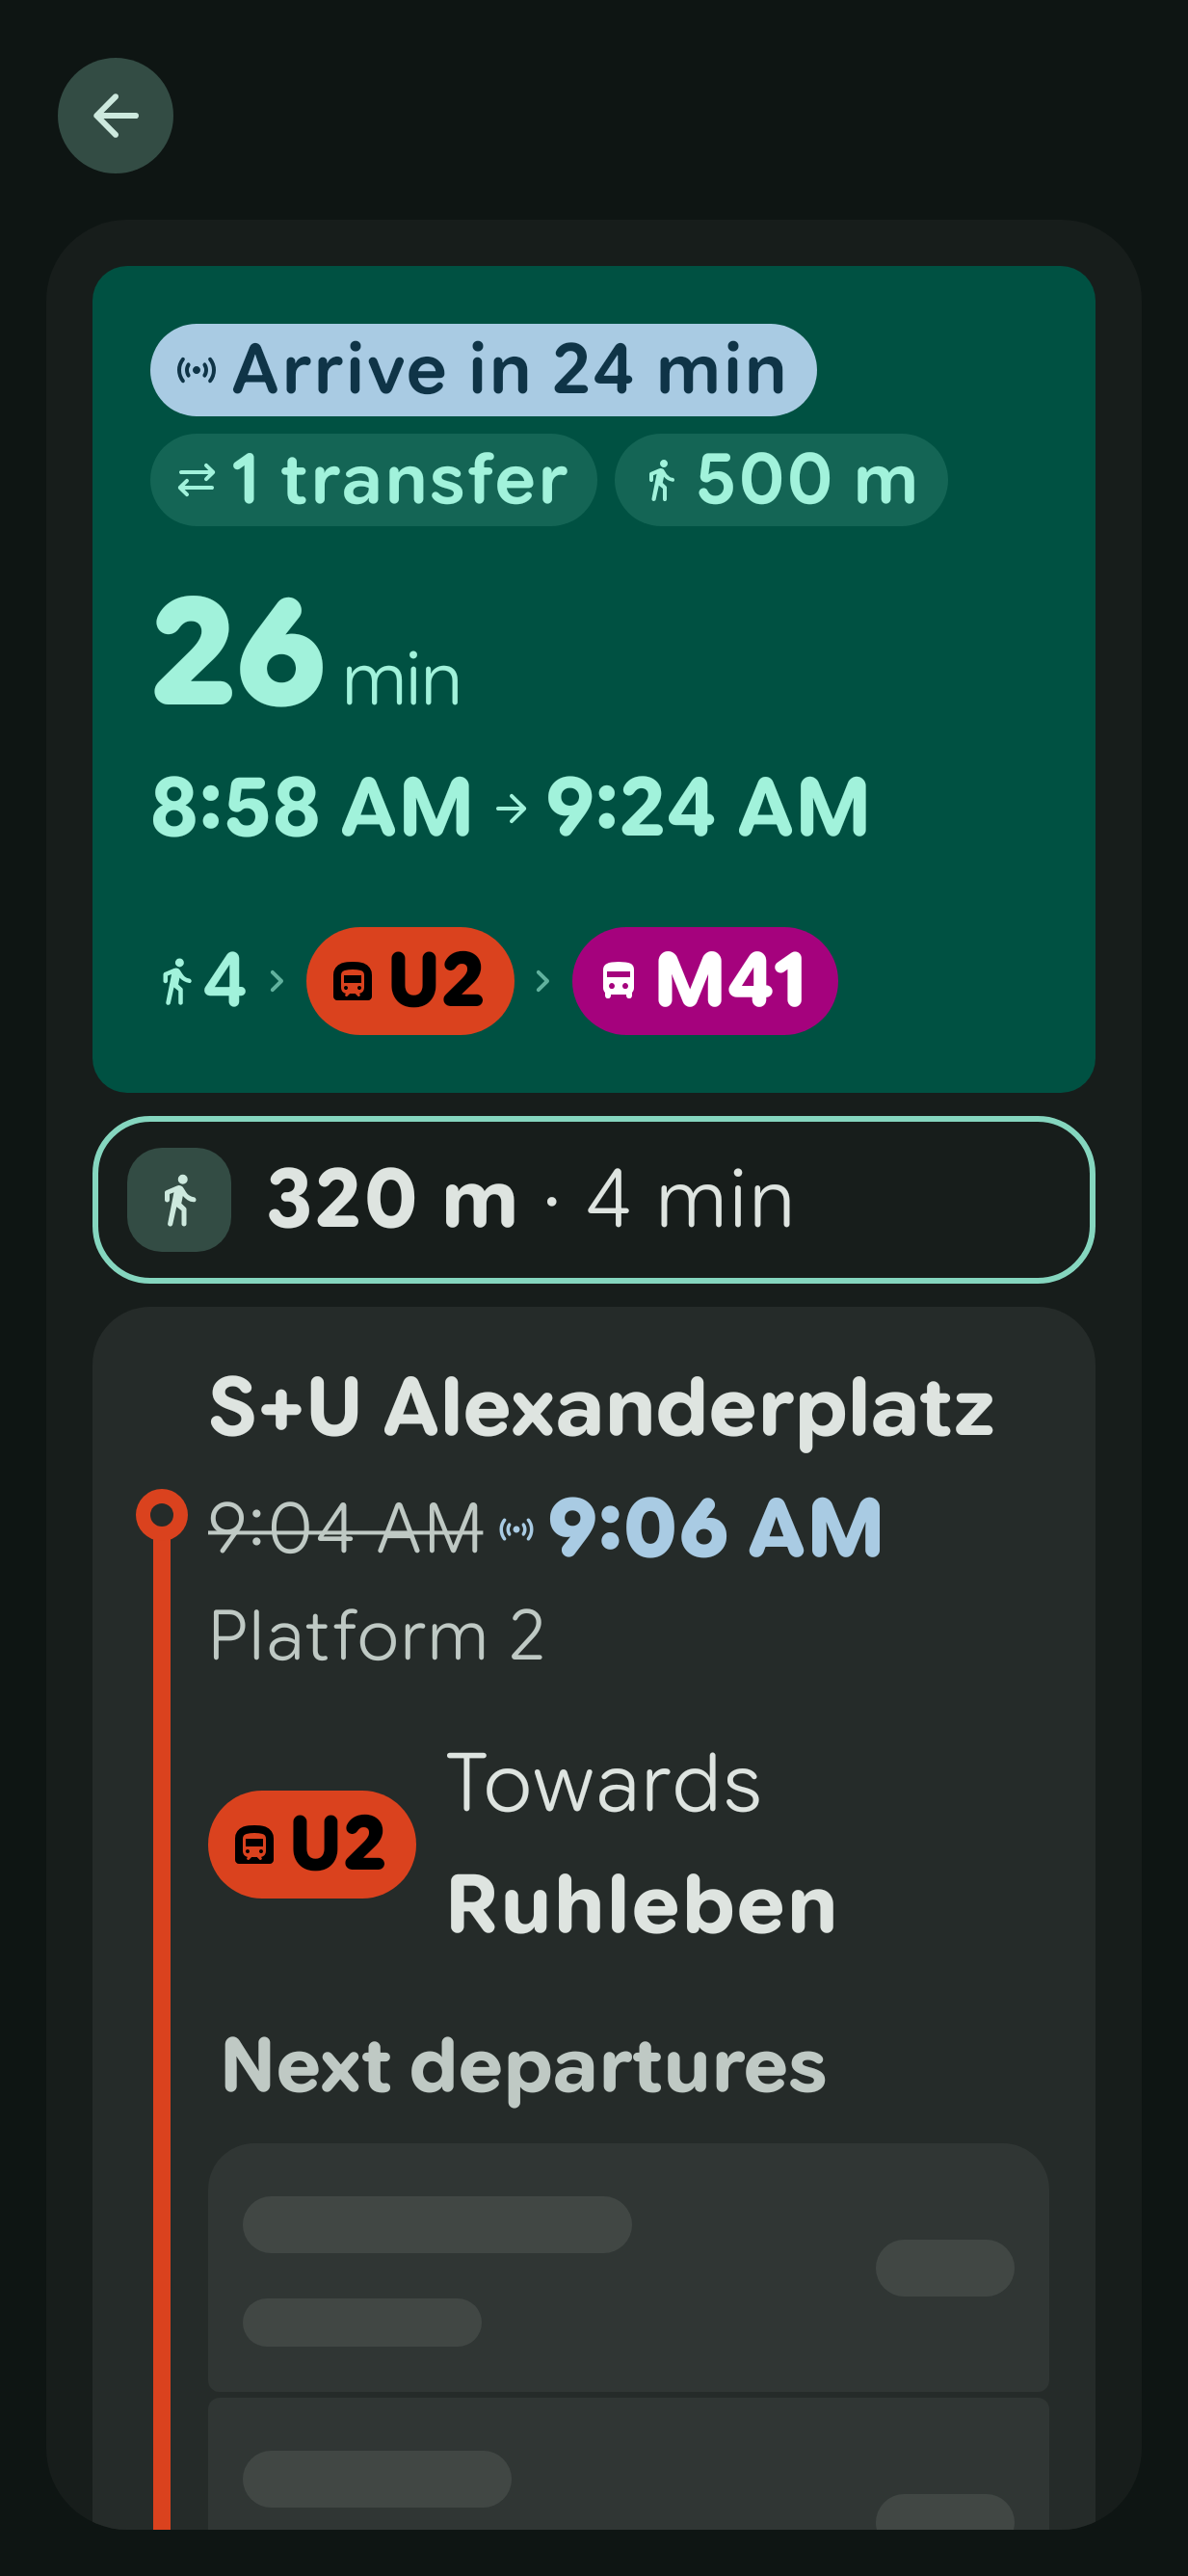 Arrive in 24 min
1 transfer 500 m
26 min
8:58 AM → 9:24 AM
4 › U2 › M41
320 m · 4 min
S+U Alexanderplatz
9:04 AM 9:06 AM
Platform 2
Towards
U2
Ruhleben
Next departures